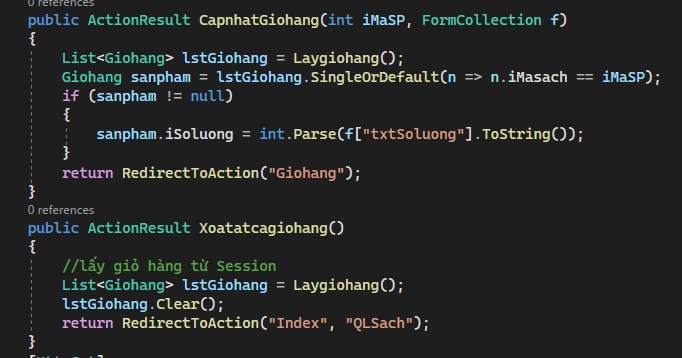 0 references
public ActionResult CapnhatGiohang(int iMaSP, FormCollection f)
{
List<Giohang> lstGiohang = Laygiohang();
Giohang sanpham = lstGiohang.SingleOrDefault(n => n.iMasach == iMaSP);
if (sanpham != null)
{
sanpham.iSoluong = int.Parse(f["txtSoluong"].ToString());
}
return RedirectToAction("Giohang");
}
0 references
public ActionResult Xoatatcagiohang()
{
//lấy giỏ hàng từ Session
List<Giohang> lstGiohang = Laygiohang();
lstGiohang.Clear();
return RedirectToAction("Index", "QLSach");
}